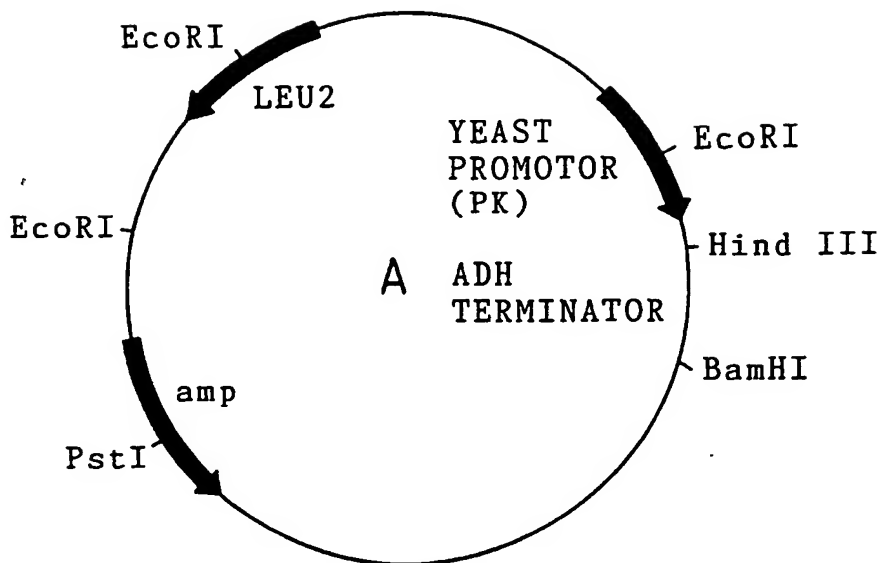 EcoRI
LEU2
YEAST
PROMOTOR
(PK)
EcoRI
EcoRI
Hind III
A
ADH
TERMINATOR
BamHI
amp
PstI